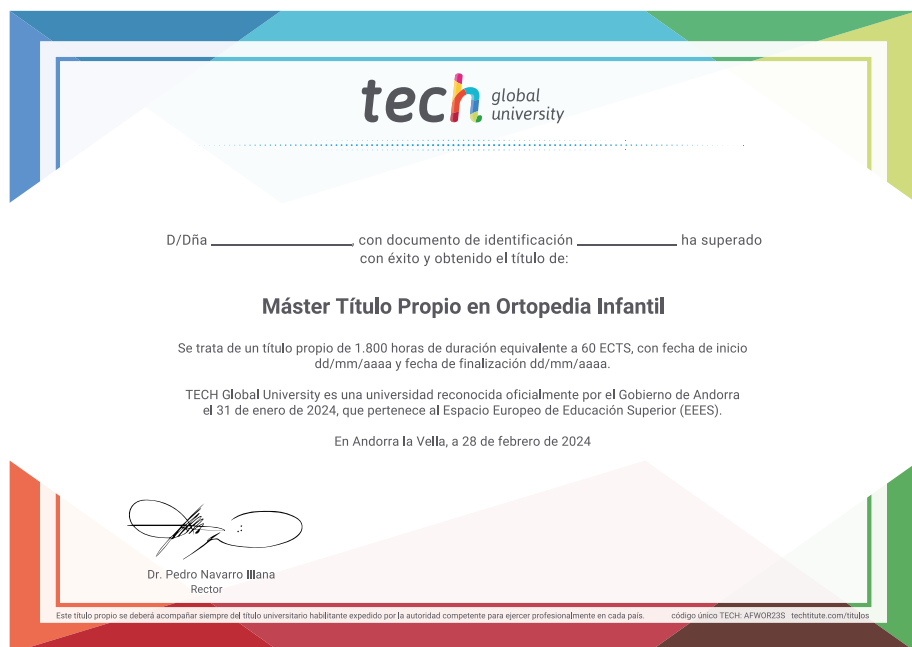 tech global university
D/Dña ____________________, con documento de identificación ______________ ha superado
con éxito y obtenido el título de:
Máster Título Propio en Ortopedia Infantil
Se trata de un título propio de 1.800 horas de duración equivalente a 60 ECTS, con fecha de inicio
dd/mm/aaaa y fecha de finalización dd/mm/aaaa.
TECH Global University es una universidad reconocida oficialmente por el Gobierno de Andorra
el 31 de enero de 2024, que pertenece al Espacio Europeo de Educación Superior (EEES).
En Andorra la Vella, a 28 de febrero de 2024
Dr. Pedro Navarro Illana
Rector
Este título propio se deberá acompañar siempre del título universitario habilitante expedido por la autoridad competente para ejercer profesionalmente en cada país. código único TECH: AFWOR23S techtitute.com/titulos